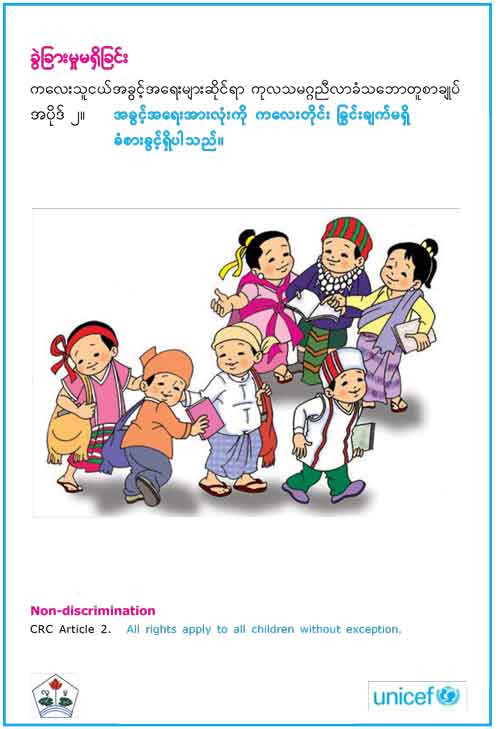 ခွဲခြားမှုမရှိခြင်း
ကလေးသူငယ်အခွင့်အရေးများဆိုင်ရာ ကုလသမဂ္ဂညီလာခံသဘောတူစာချုပ်
အပိုဒ် ၂။ အခွင့်အရေးအားလုံးကို ကလေးတိုင်း ခြွင်းချက်မရှိ
ခံစားခွင့်ရှိပါသည်။
Non-discrimination
CRC Article 2. All rights apply to all children without exception.
unicef